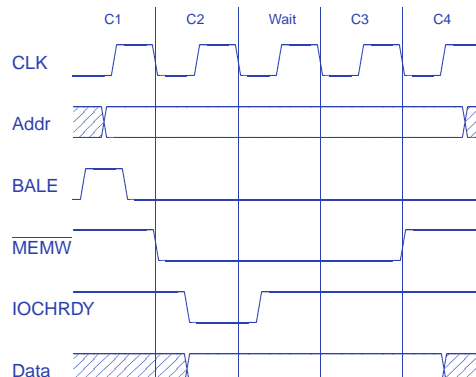 C1 C2 Wait C3 C4
CLK
Addr
BALE
MEMW
IOCHRDY
Data